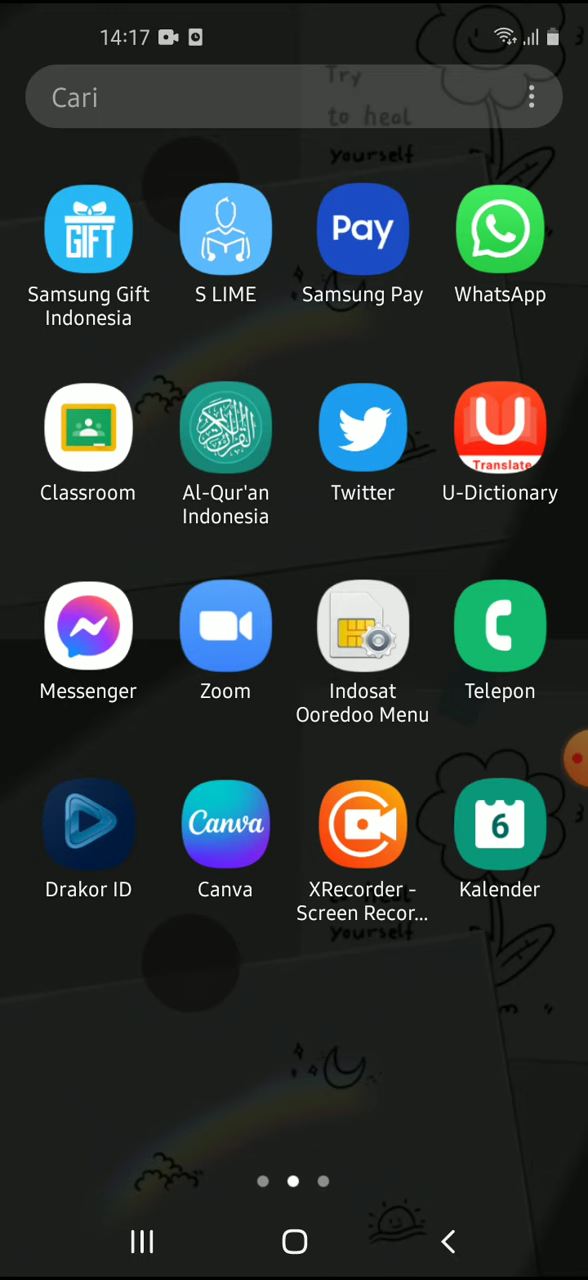 14:17
Cari
Try
to heal
yourself
GIFT
Pay
Samsung Gift
Indonesia
S LIME
Samsung Pay
WhatsApp
U
Translate
Classroom
Al-Qur'an
Indonesia
Twitter
U-Dictionary
Messenger
Zoom
Indosat
Ooredoo Menu
Telepon
Canva
6
Drakor ID
Canva
XRecorder -
Screen Recor...
Kalender
to heal
yourself